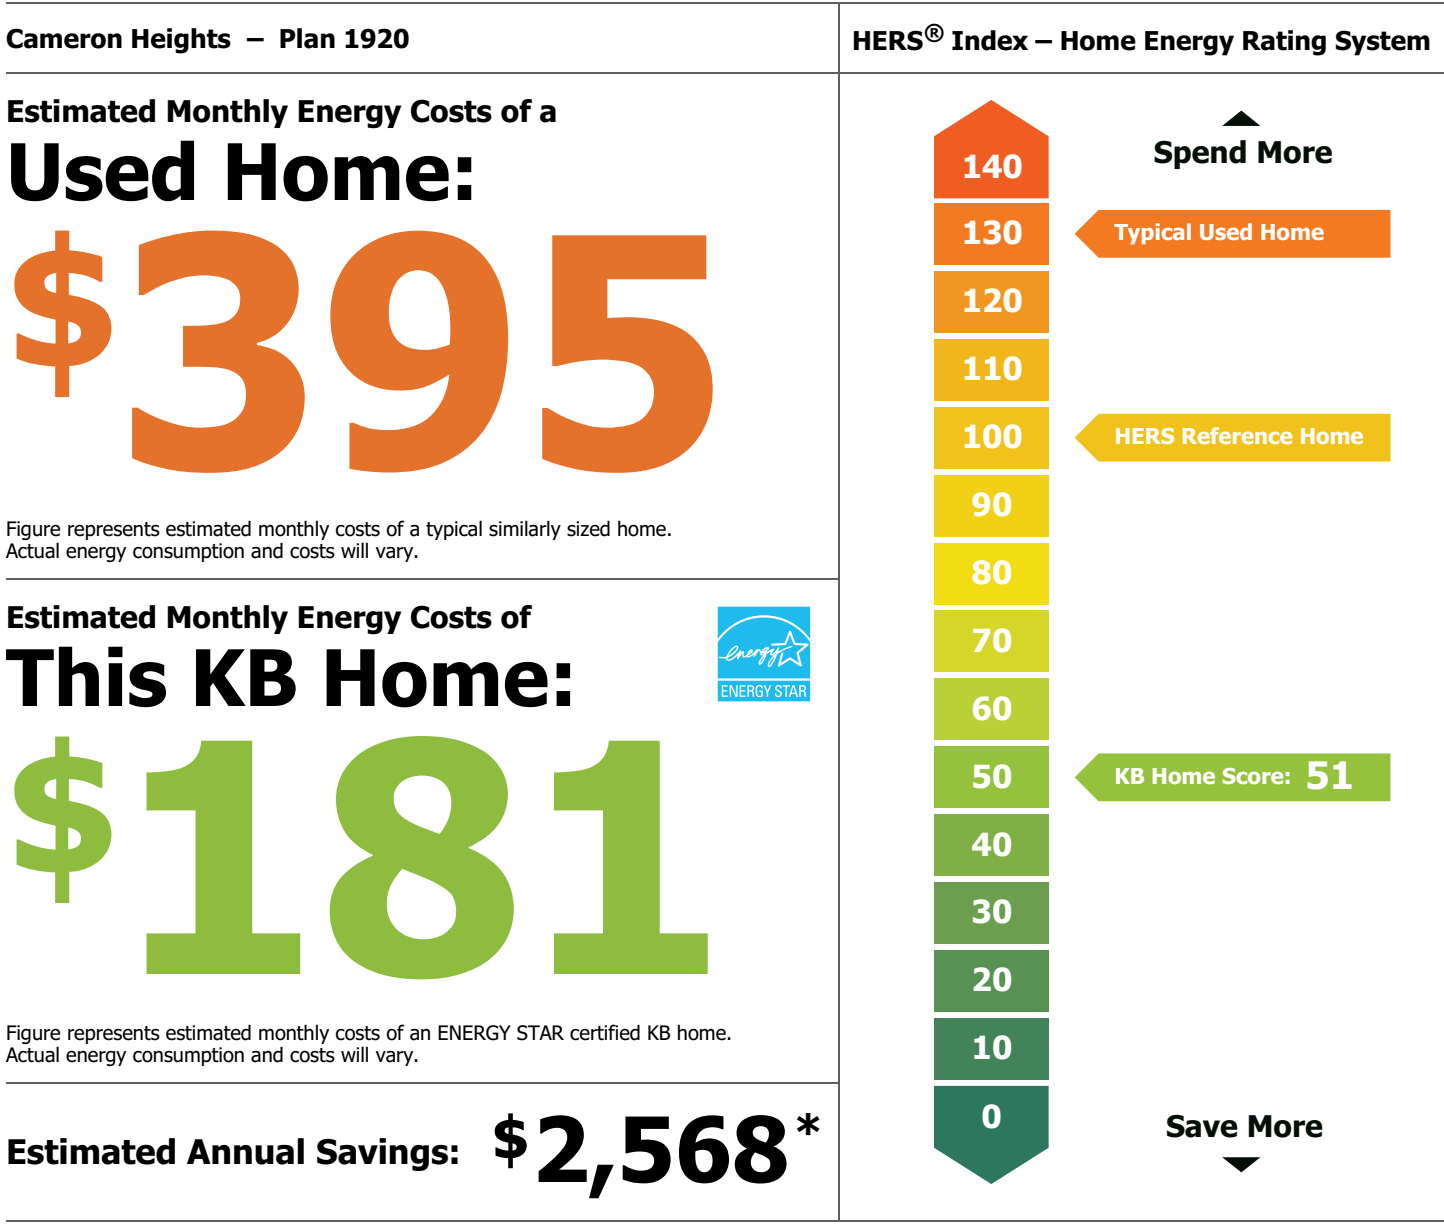 Cameron Heights – Plan 1920
Estimated Monthly Energy Costs of a
Used Home:
$395
Figure represents estimated monthly costs of a typical similarly sized home.
Actual energy consumption and costs will vary.
Estimated Monthly Energy Costs of
This KB Home:
energy
ENERGY STAR
$181
Figure represents estimated monthly costs of an ENERGY STAR certified KB home.
Actual energy consumption and costs will vary.
Estimated Annual Savings: $2,568*
HERS® Index – Home Energy Rating System
Spend More
140
130 Typical Used Home
120
110
100 HERS Reference Home
90
80
70
60
50 KB Home Score: 51
40
30
20
10
0
Save More